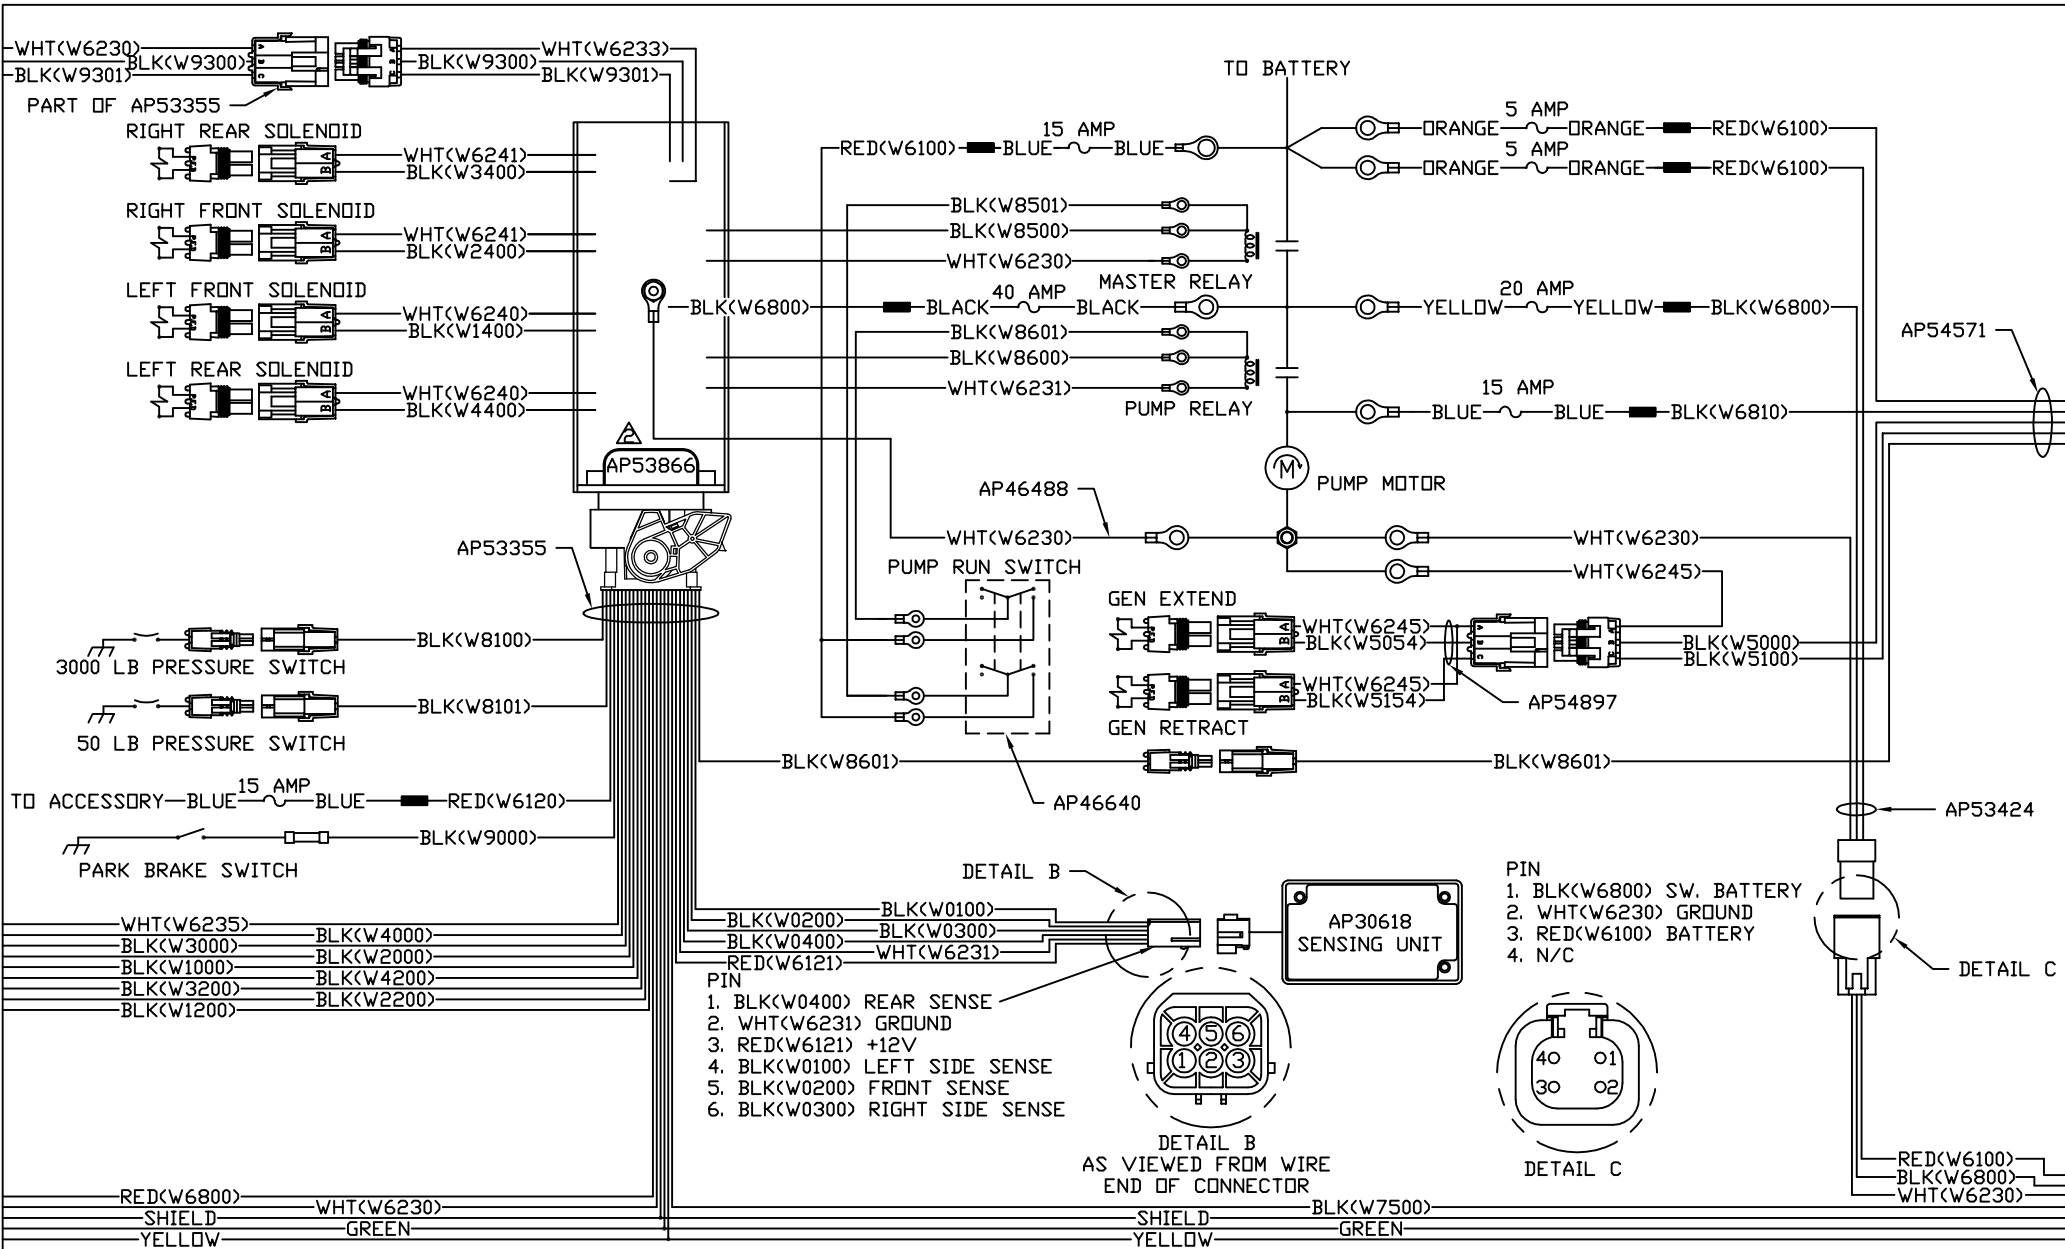 WHT(W6230)
BLK(W9300)
BLK(W9301)
A
B
C
WHT(W6233)
BLK(W9300)
BLK(W9301)
PART OF AP53355
RIGHT REAR SOLENOID
A
B
WHT(W6241)
BLK(W3400)
RIGHT FRONT SOLENOID
A
B
WHT(W6241)
BLK(W2400)
LEFT FRONT SOLENOID
A
B
WHT(W6240)
BLK(W1400)
LEFT REAR SOLENOID
A
B
WHT(W6240)
BLK(W4400)
2
AP53866
AP53355
BLK(W8100)
3000 LB PRESSURE SWITCH
BLK(W8101)
50 LB PRESSURE SWITCH
TO ACCESSORY BLUE 15 AMP BLUE RED(W6120)
BLK(W9000)
PARK BRAKE SWITCH
TO BATTERY
RED(W6100) BLUE 15 AMP BLUE
ORANGE 5 AMP ORANGE RED(W6100)
ORANGE 5 AMP ORANGE RED(W6100)
BLK(W8501)
BLK(W8500)
WHT(W6230)
MASTER RELAY
BLK(W6800) BLACK 40 AMP BLACK
YELLOW 20 AMP YELLOW BLK(W6800)
BLK(W8601)
BLK(W8600)
WHT(W6231)
PUMP RELAY
BLUE 15 AMP BLUE BLK(W6810)
AP54571
M
PUMP MOTOR
AP46488
WHT(W6230)
WHT(W6230)
WHT(W6245)
PUMP RUN SWITCH
GEN EXTEND
A
B
WHT(W6245)
BLK(W5054)
A
B
C
BLK(W5000)
BLK(W5100)
GEN RETRACT
A
B
WHT(W6245)
BLK(W5154)
AP54897
BLK(W8601)
BLK(W8601)
AP46640
AP53424
WHT(W6235)
BLK(W4000)
BLK(W3000)
BLK(W2000)
BLK(W1000)
BLK(W4200)
BLK(W3200)
BLK(W2200)
BLK(W1200)
BLK(W0100)
BLK(W0200)
BLK(W0300)
BLK(W0400)
WHT(W6231)
RED(W6121)
DETAIL B
AP30618
SENSING UNIT
PIN
1. BLK(W0400) REAR SENSE
2. WHT(W6231) GROUND
3. RED(W6121) +12V
4. BLK(W0100) LEFT SIDE SENSE
5. BLK(W0200) FRONT SENSE
6. BLK(W0300) RIGHT SIDE SENSE
4 5 6
1 2 3
DETAIL B
AS VIEWED FROM WIRE
END OF CONNECTOR
PIN
1. BLK(W6800) SW. BATTERY
2. WHT(W6230) GROUND
3. RED(W6100) BATTERY
4. N/C
DETAIL C
4 1
3 2
DETAIL C
RED(W6100)
BLK(W6800)
WHT(W6230)
RED(W6800)
WHT(W6230)
SHIELD
GREEN
YELLOW
BLK(W7500)
SHIELD
GREEN
YELLOW